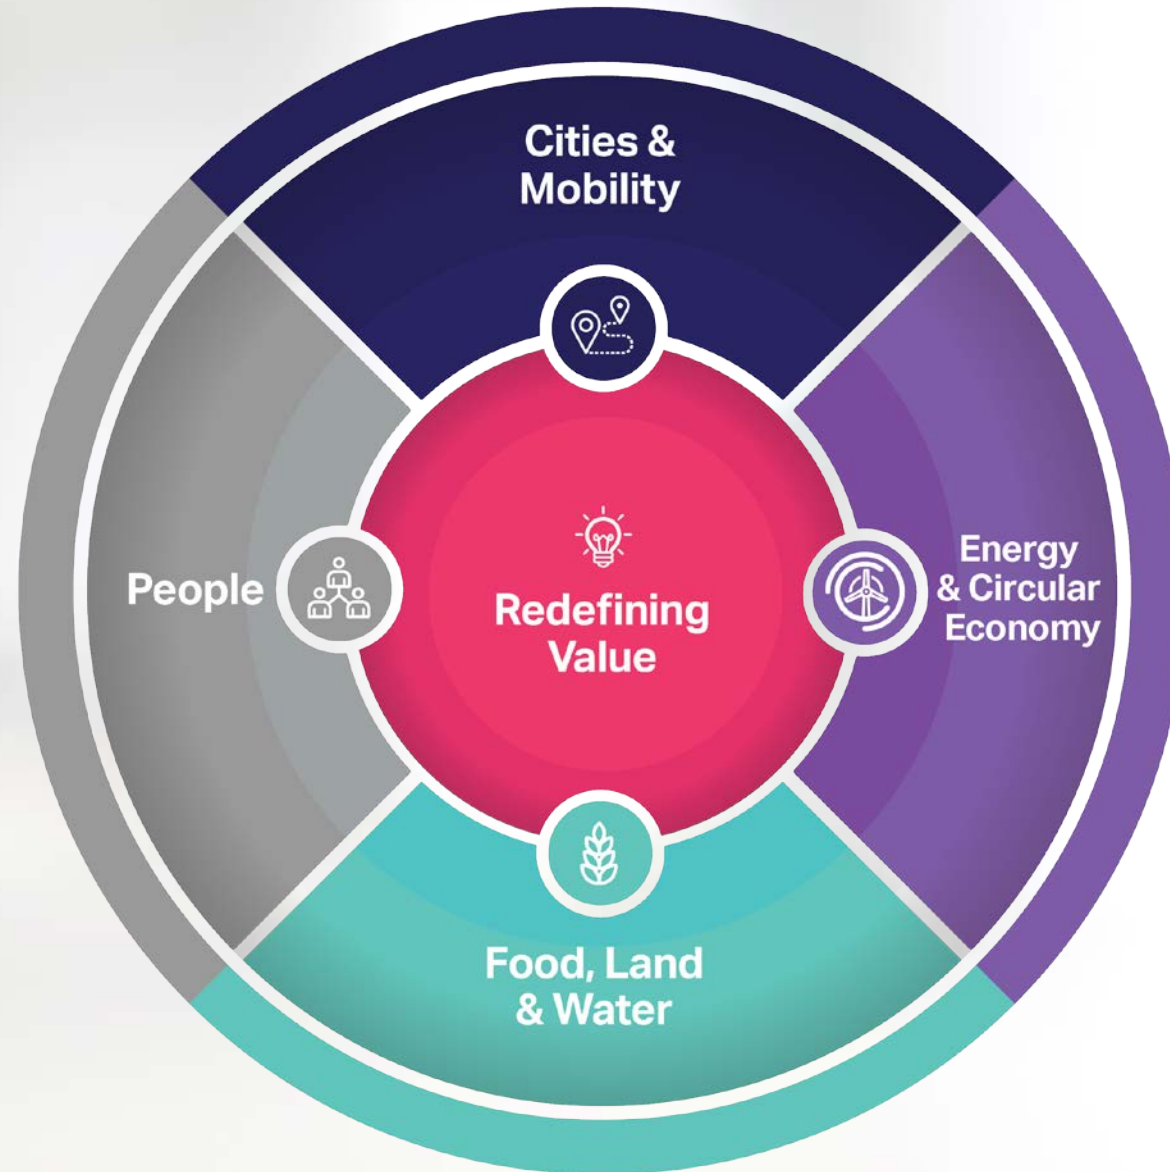 Cities &
Mobility
People
Redefining
Value
Energy
& Circular
Economy
Food, Land
& Water